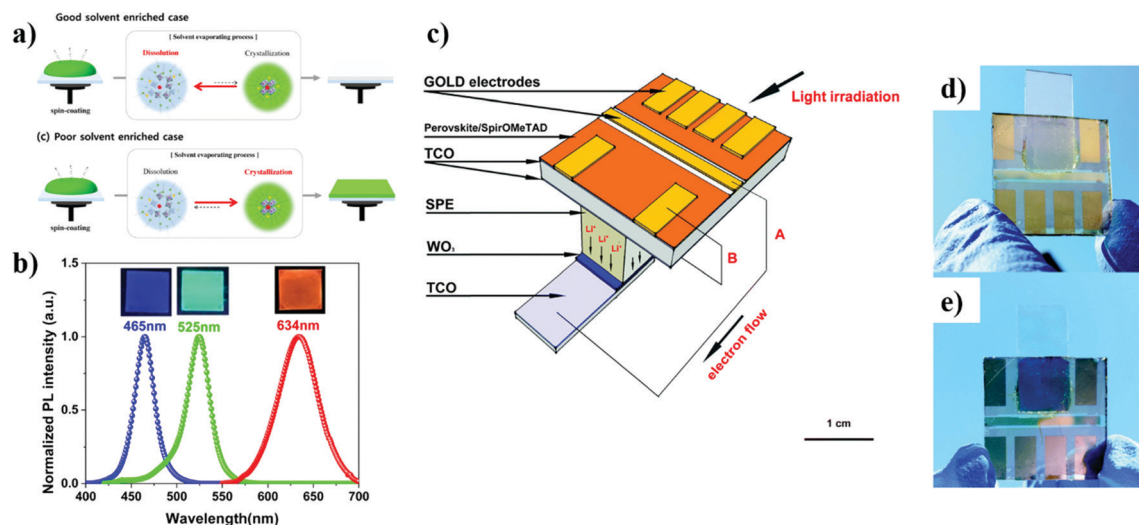 a)
Good solvent enriched case
[ Solvent evaporating process ]
Dissolution
Crystallization
spin-coating
(c) Poor solvent enriched case
[ Solvent evaporating process ]
Dissolution
Crystallization
spin-coating
b)
Normalized PL intensity (a.u.)
1.5
1.0
0.5
0.0
465nm
525nm
634nm
400
450
500
550
600
650
700
Wavelength(nm)
c)
GOLD electrodes
Light irradiation
Perovskite/SpirOMeTAD
TCO
SPE
Li⁺ Li⁺ Li⁺
Li⁺ Li⁺
WO₃
TCO
A
B
electron flow
1 cm
d)
e)